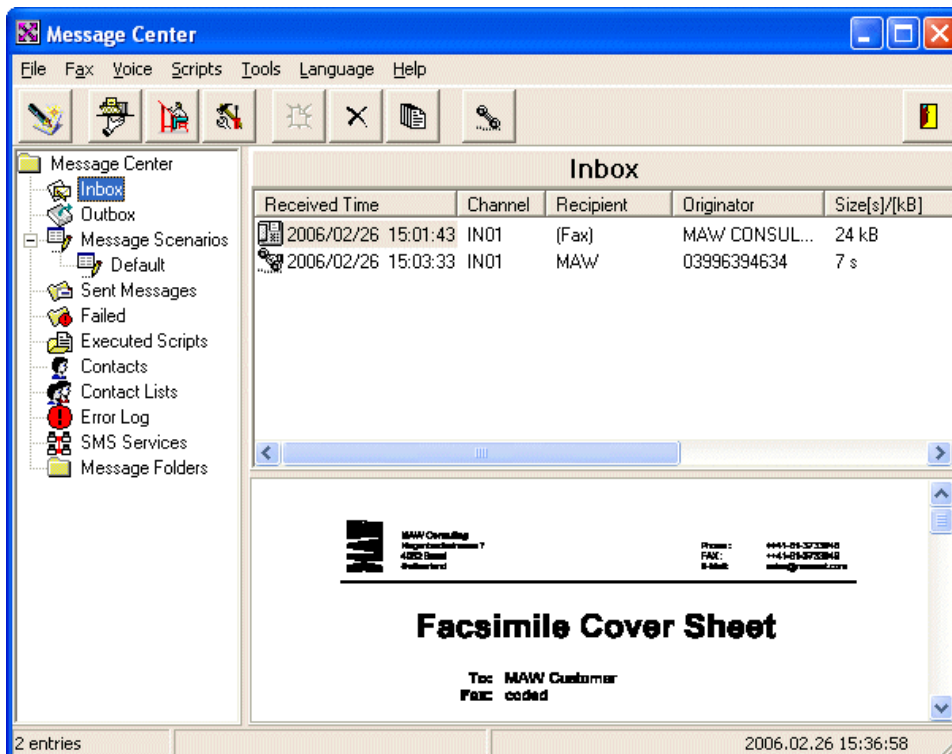 Message Center
File Fax Voice Scripts Tools Language Help
Message Center
Inbox
Outbox
Message Scenarios
Default
Sent Messages
Failed
Executed Scripts
Contacts
Contact Lists
Error Log
SMS Services
Message Folders
Inbox
Received Time Channel Recipient Originator Size[s]/[kB]
2006/02/26 15:01:43 IN01 (Fax) MAW CONSUL... 24 kB
2006/02/26 15:03:33 IN01 MAW 03996394634 7 s
MAW Consulting
Switzerland
Phone:
FAX:
E-Mail:
Facsimile Cover Sheet
To: MAW Customer
Fax: coded
2 entries
2006.02.26 15:36:58